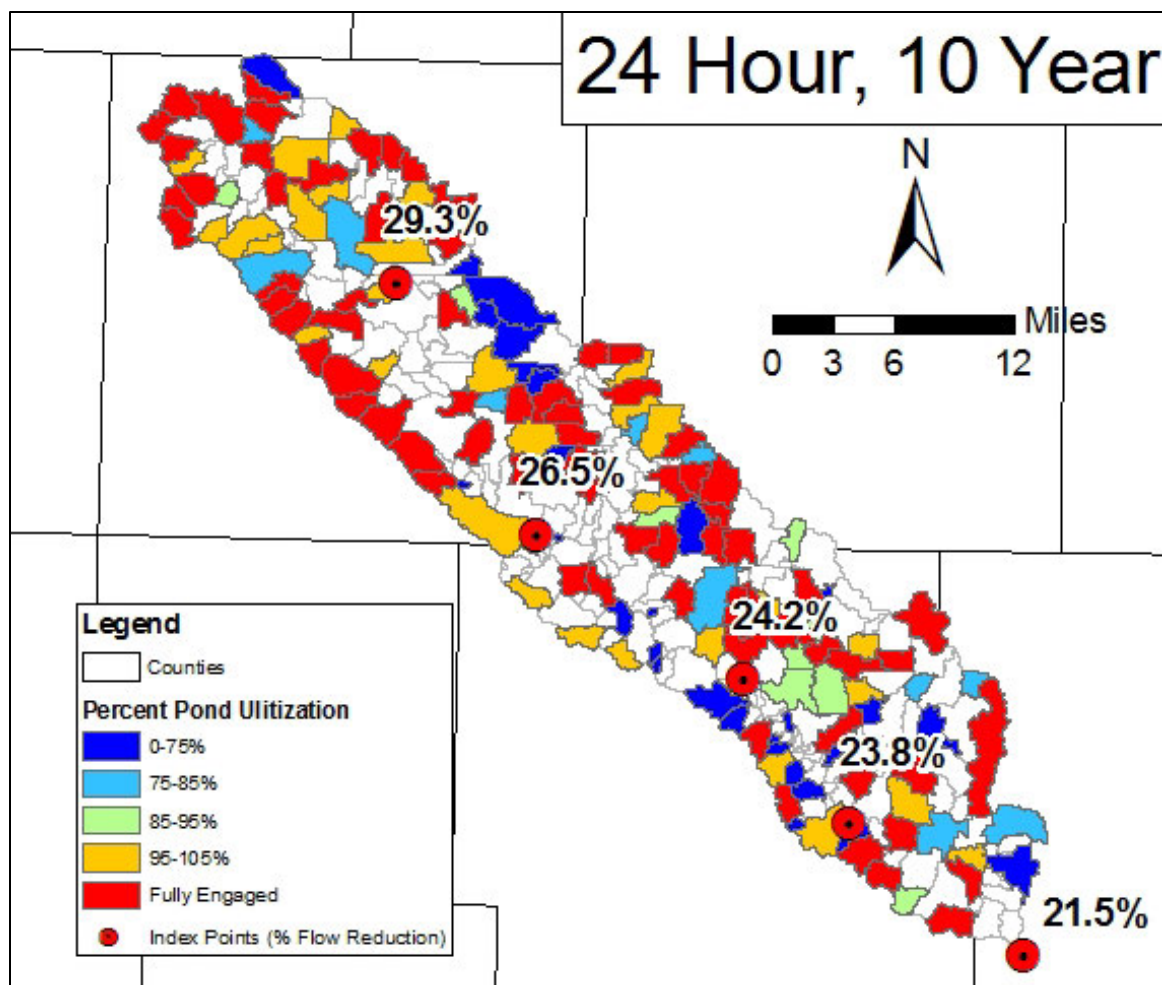 24 Hour, 10 Year
N
Miles
0 3 6 12
29.3%
26.5%
24.2%
23.8%
21.5%
Legend
Counties
Percent Pond Ulitization
0-75%
75-85%
85-95%
95-105%
Fully Engaged
Index Points (% Flow Reduction)